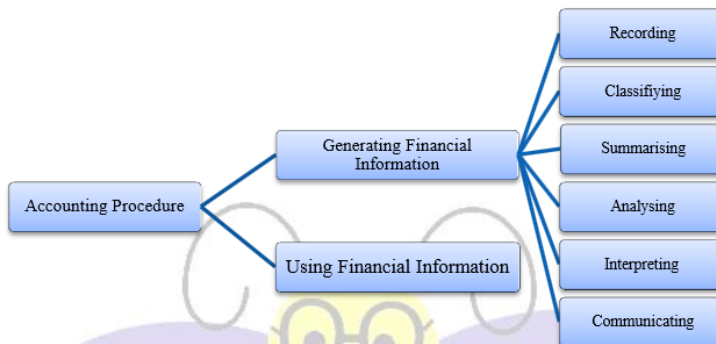 Recording
Classifiying
Generating Financial
Information
Summarising
Accounting Procedure
Analysing
Using Financial Information
Interpreting
Communicating